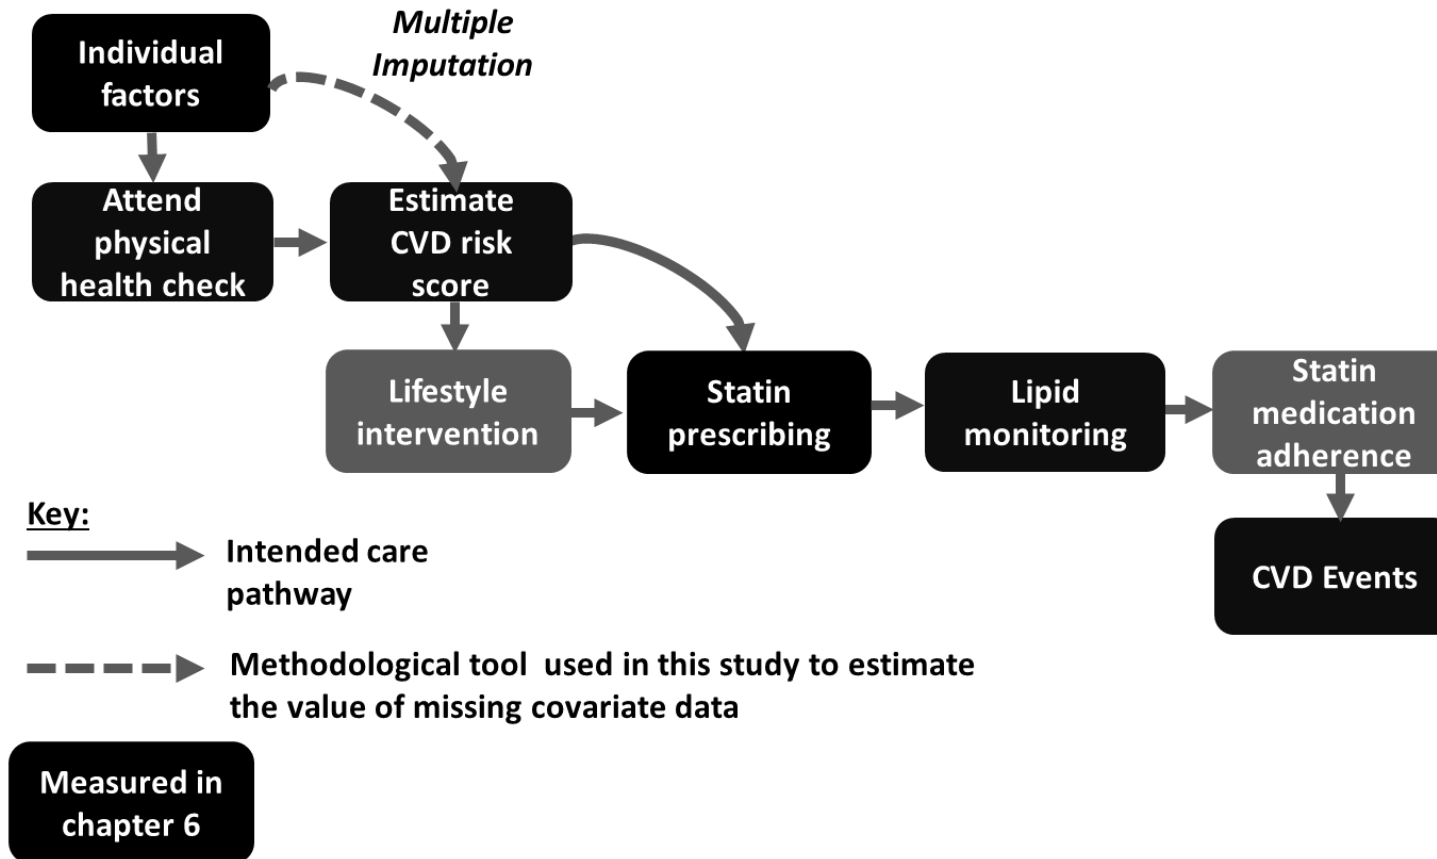 Multiple
Imputation
Individual
factors
Attend
physical
health check
Estimate
CVD risk
score
Lifestyle
intervention
Statin
prescribing
Lipid
monitoring
Statin
medication
adherence
CVD Events
Key:
Intended care
pathway
Methodological tool  used in this study to estimate
the value of missing covariate data
Measured in
chapter 6